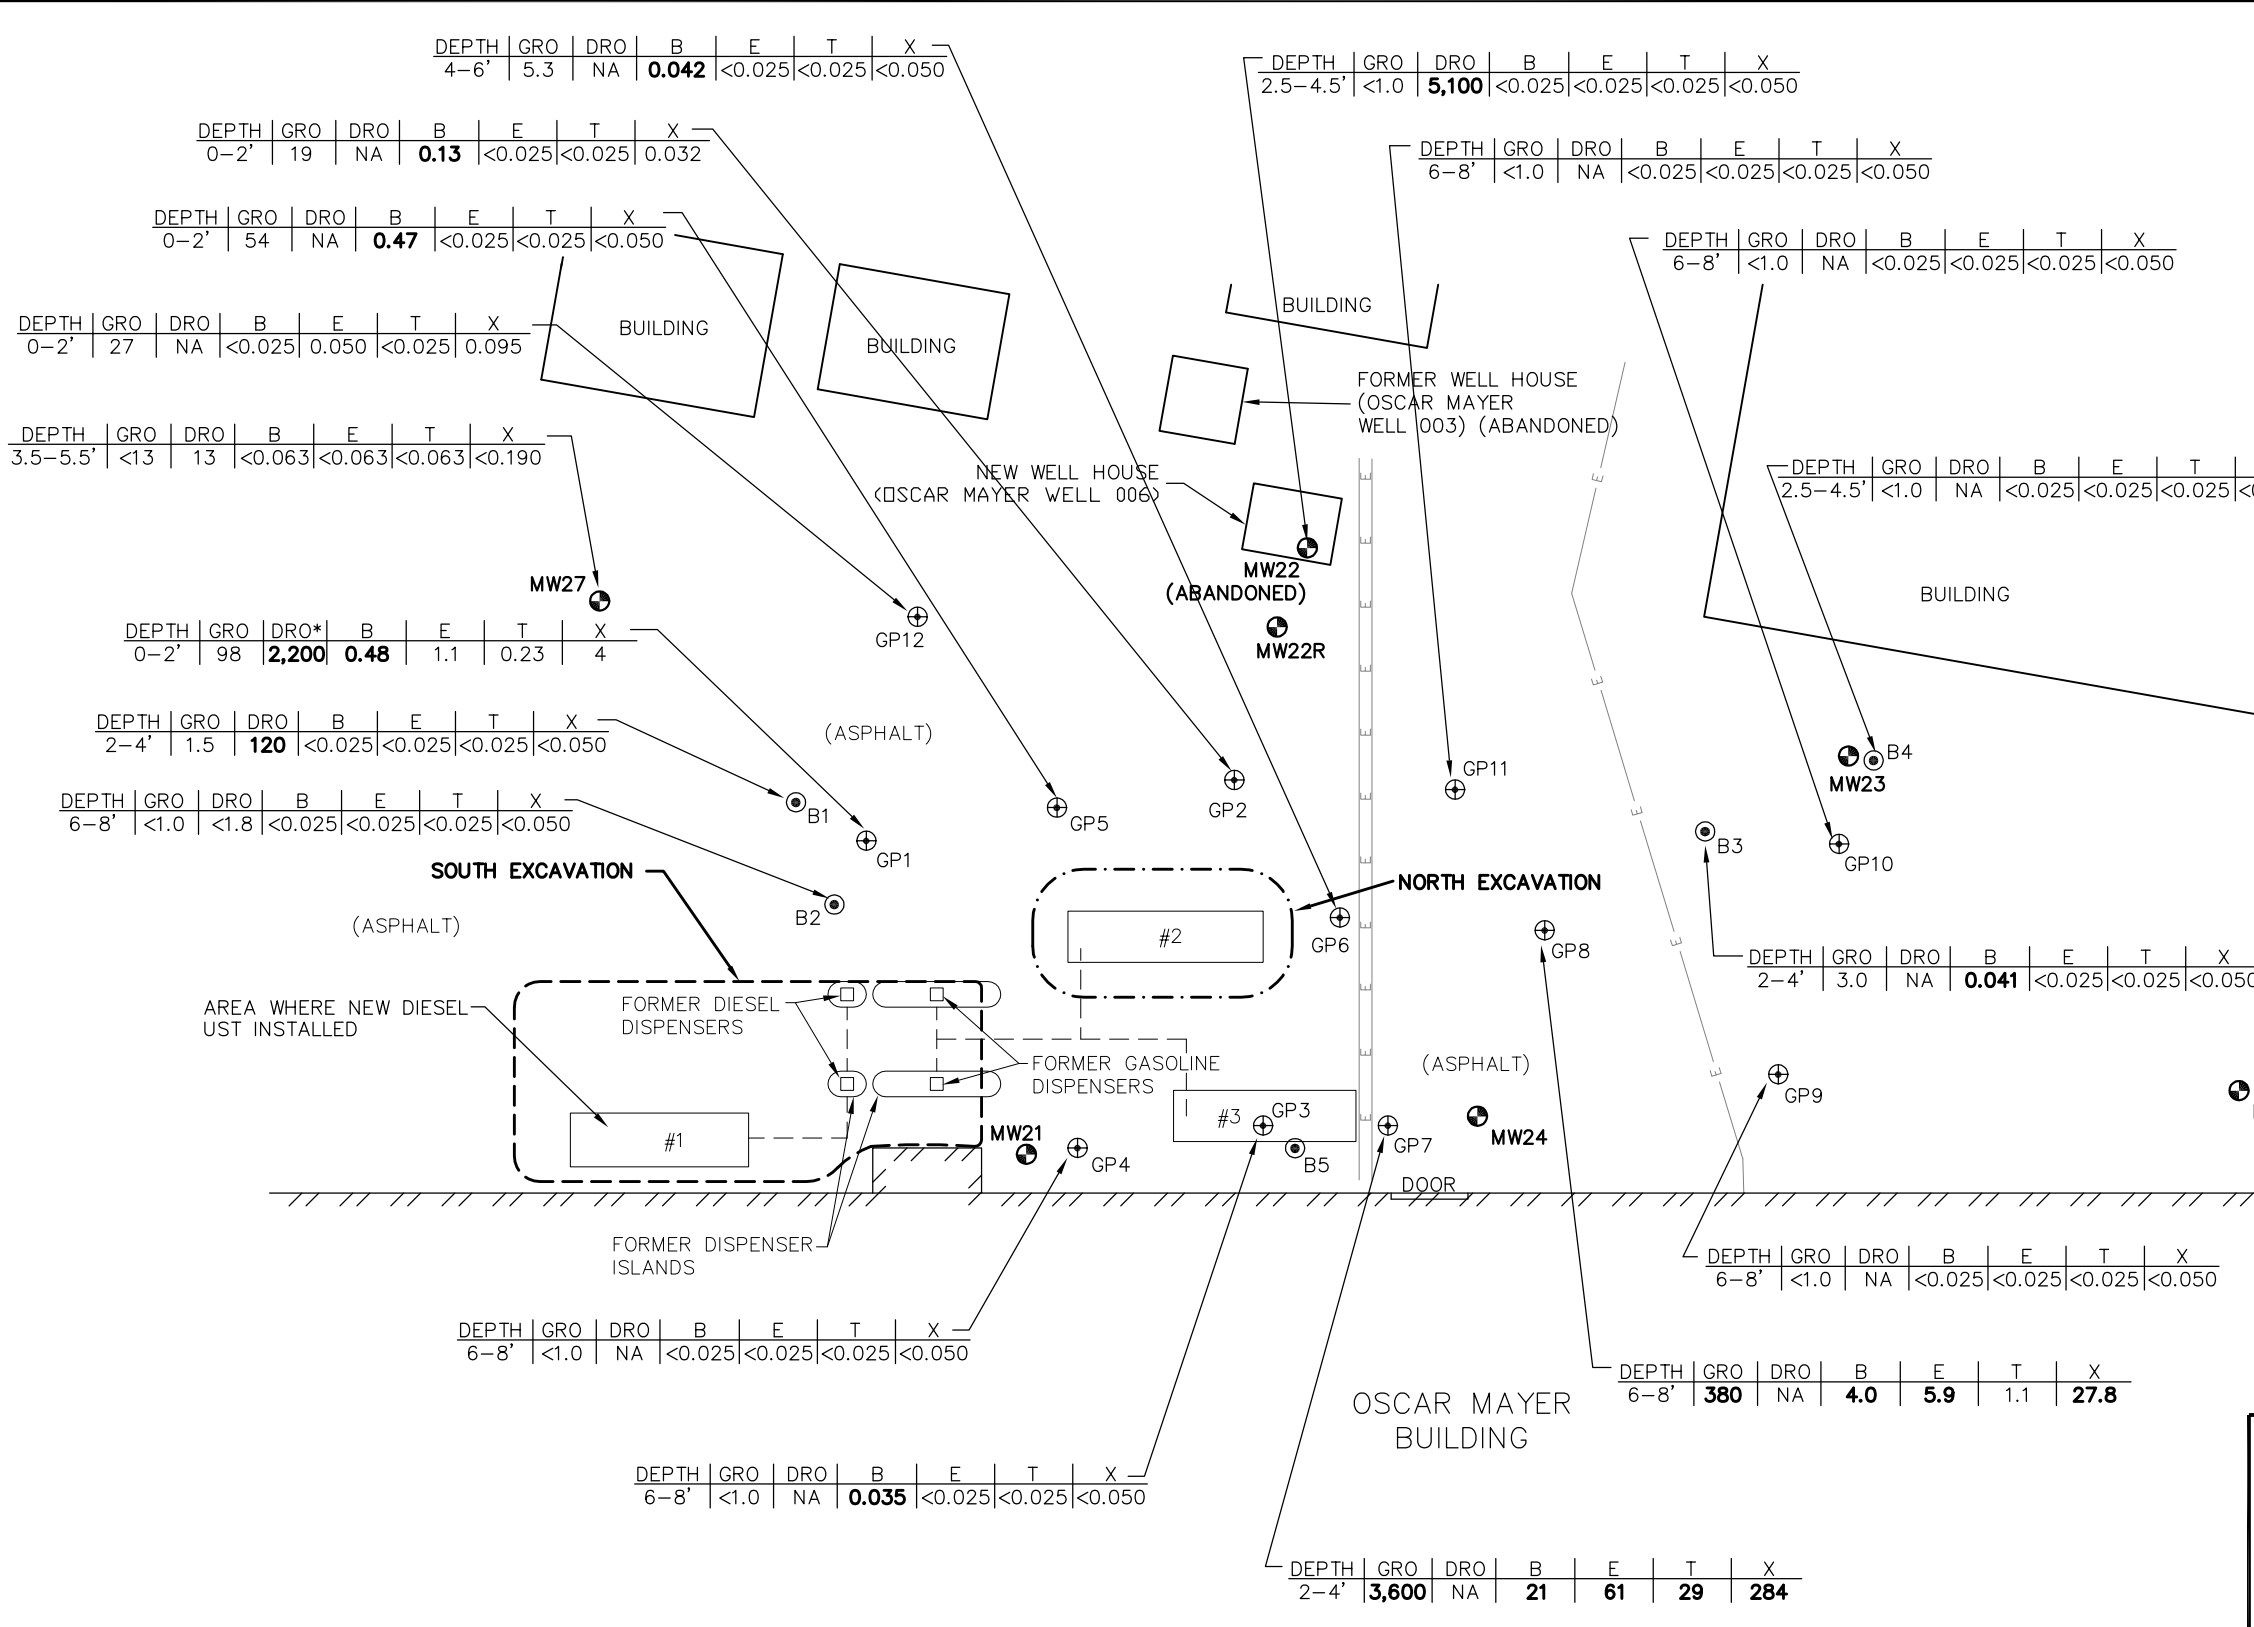 DEPTH GRO DRO B E T X
4-6' 5.3 NA 0.042 <0.025 <0.025 <0.050
DEPTH GRO DRO B E T X
2.5-4.5' <1.0 5,100 <0.025 <0.025 <0.025 <0.050
DEPTH GRO DRO B E T X
0-2' 19 NA 0.13 <0.025 <0.025 0.032
DEPTH GRO DRO B E T X
6-8' <1.0 NA <0.025 <0.025 <0.025 <0.050
DEPTH GRO DRO B E T X
0-2' 54 NA 0.47 <0.025 <0.025 <0.050
DEPTH GRO DRO B E T X
6-8' <1.0 NA <0.025 <0.025 <0.025 <0.050
BUILDING
BUILDING
BUILDING
DEPTH GRO DRO B E T X
0-2' 27 NA <0.025 0.050 <0.025 0.095
FORMER WELL HOUSE
(OSCAR MAYER
WELL 003) (ABANDONED)
DEPTH GRO DRO B E T X
3.5-5.5' <13 13 <0.063 <0.063 <0.063 <0.190
NEW WELL HOUSE
(OSCAR MAYER WELL 006)
DEPTH GRO DRO B E T
2.5-4.5' <1.0 NA <0.025 <0.025 <0.025
MW22
(ABANDONED)
MW27
BUILDING
GP12
MW22R
DEPTH GRO DRO* B E T X
0-2' 98 2,200 0.48 1.1 0.23 4
DEPTH GRO DRO B E T X
2-4' 1.5 120 <0.025 <0.025 <0.025 <0.050
(ASPHALT)
B4
MW23
GP11
DEPTH GRO DRO B E T X
6-8' <1.0 <1.8 <0.025 <0.025 <0.025 <0.050
B1
GP5
GP2
B3
GP1
GP10
SOUTH EXCAVATION
NORTH EXCAVATION
B2
(ASPHALT)
#2
GP6
GP8
DEPTH GRO DRO B E T X
2-4' 3.0 NA 0.041 <0.025 <0.025 <0.050
AREA WHERE NEW DIESEL
UST INSTALLED
FORMER DIESEL
DISPENSERS
FORMER GASOLINE
DISPENSERS
(ASPHALT)
GP9
#3
GP3
#1
MW21
GP4
B5
GP7
MW24
DOOR
FORMER DISPENSER
ISLANDS
DEPTH GRO DRO B E T X
6-8' <1.0 NA <0.025 <0.025 <0.025 <0.050
DEPTH GRO DRO B E T X
6-8' <1.0 NA <0.025 <0.025 <0.025 <0.050
DEPTH GRO DRO B E T X
6-8' 380 NA 4.0 5.9 1.1 27.8
OSCAR MAYER
BUILDING
DEPTH GRO DRO B E T X
6-8' <1.0 NA 0.035 <0.025 <0.025 <0.050
DEPTH GRO DRO B E T X
2-4' 3,600 NA 21 61 29 284
E E E E E E E E E E E
E E E E E